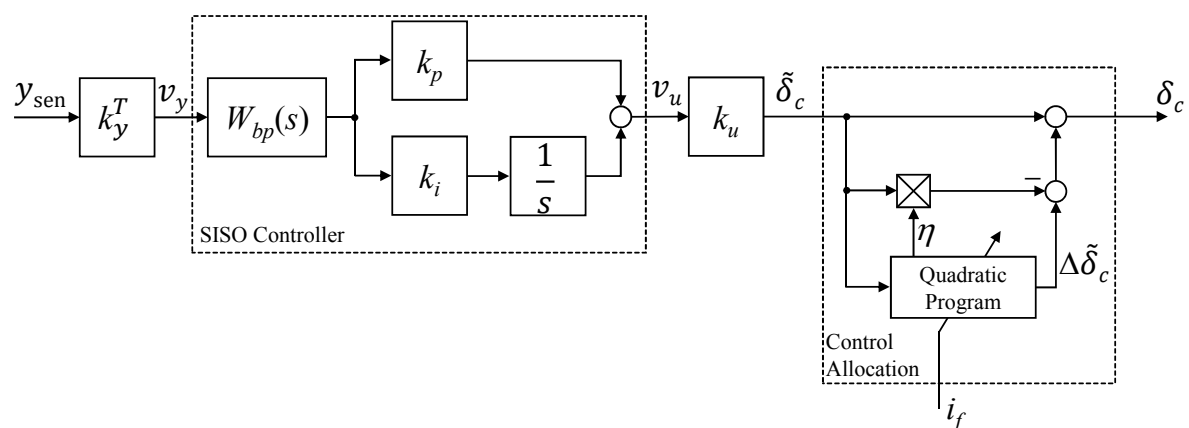 y_sen
k_y^T
v_y
W_bp(s)
k_p
k_i
1/s
SISO Controller
v_u
k_u
δ̃_c
δ_c
−
η
Quadratic
Program
Δδ̃_c
Control
Allocation
i_f